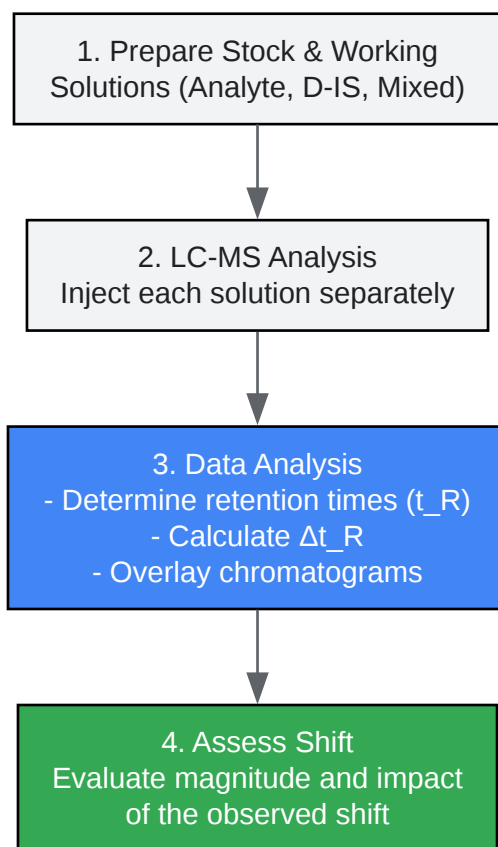 1. Prepare Stock & Working
Solutions (Analyte, D-IS, Mixed)
2. LC-MS Analysis
Inject each solution separately
3. Data Analysis
- Determine retention times (t_R)
- Calculate Δt_R
- Overlay chromatograms
4. Assess Shift
Evaluate magnitude and impact
of the observed shift